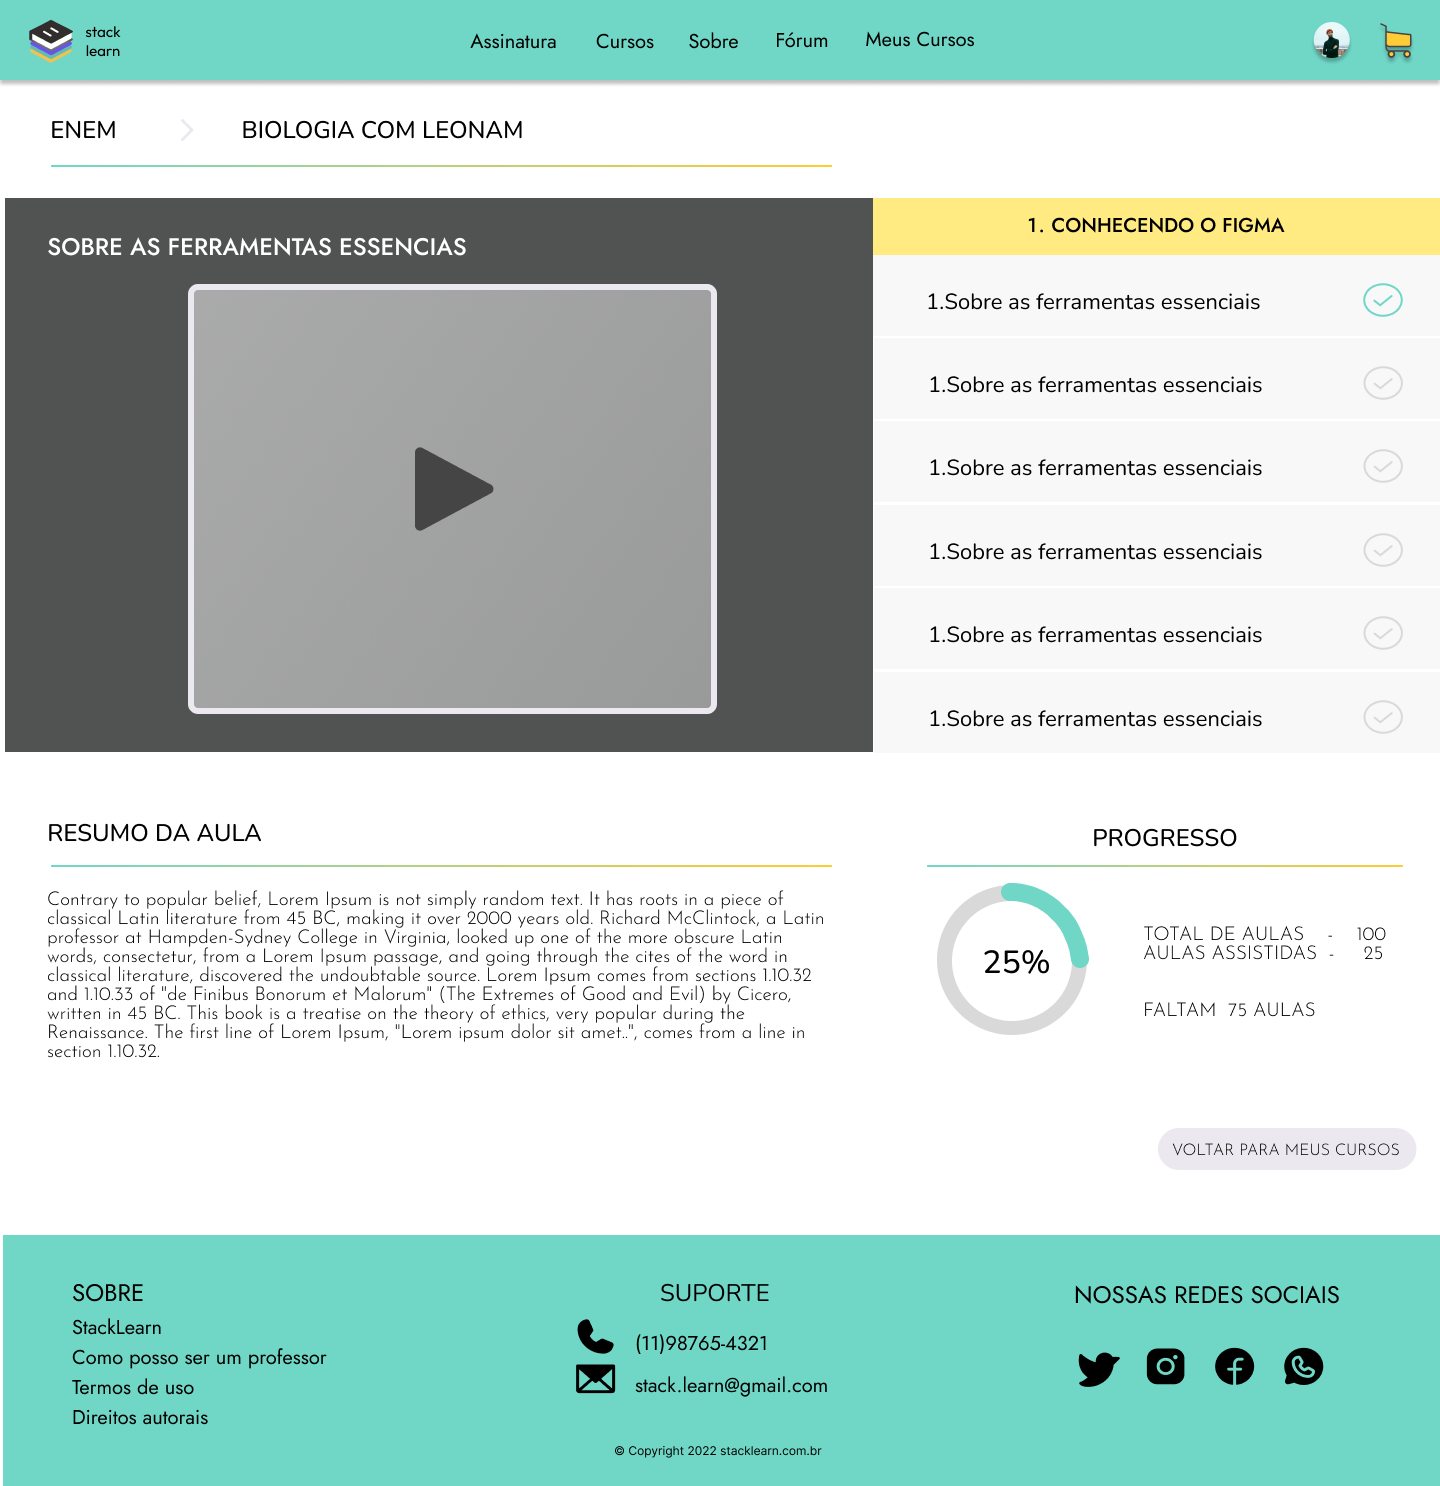 stack
learn
Assinatura
Cursos
Sobre
Fórum
Meus Cursos
ENEM
BIOLOGIA COM LEONAM
SOBRE AS FERRAMENTAS ESSENCIAS
1. CONHECENDO O FIGMA
1.Sobre as ferramentas essenciais
1.Sobre as ferramentas essenciais
1.Sobre as ferramentas essenciais
1.Sobre as ferramentas essenciais
1.Sobre as ferramentas essenciais
1.Sobre as ferramentas essenciais
RESUMO DA AULA
Contrary to popular belief, Lorem Ipsum is not simply random text. It has roots in a piece of
classical Latin literature from 45 BC, making it over 2000 years old. Richard McClintock, a Latin
professor at Hampden-Sydney College in Virginia, looked up one of the more obscure Latin
words, consectetur, from a Lorem Ipsum passage, and going through the cites of the word in
classical literature, discovered the undoubtable source. Lorem Ipsum comes from sections 1.10.32
and 1.10.33 of "de Finibus Bonorum et Malorum" (The Extremes of Good and Evil) by Cicero,
written in 45 BC. This book is a treatise on the theory of ethics, very popular during the
Renaissance. The first line of Lorem Ipsum, "Lorem ipsum dolor sit amet..", comes from a line in
section 1.10.32.
PROGRESSO
25%
TOTAL DE AULAS - 100
AULAS ASSISTIDAS - 25
FALTAM 75 AULAS
VOLTAR PARA MEUS CURSOS
SOBRE
StackLearn
Como posso ser um professor
Termos de uso
Direitos autorais
SUPORTE
(11)98765-4321
stack.learn@gmail.com
© Copyright 2022 stacklearn.com.br
NOSSAS REDES SOCIAIS